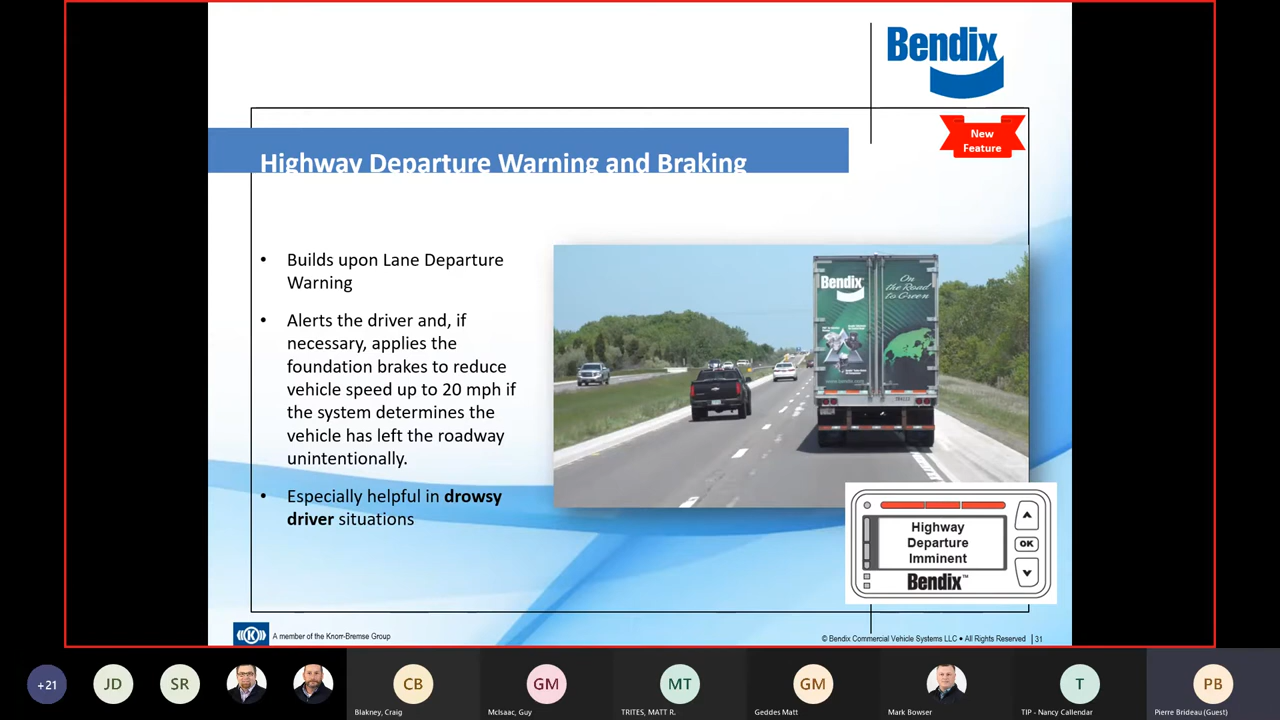 Bendix
New
Feature
Highway Departure Warning and Braking
• Builds upon Lane Departure
Warning
• Alerts the driver and, if
necessary, applies the
foundation brakes to reduce
vehicle speed up to 20 mph if
the system determines the
vehicle has left the roadway
unintentionally.
• Especially helpful in drowsy
driver situations
Bendix
On
the Road
to Green
www.bendix.com
Highway
Departure
Imminent
OK
Bendix™
K
A member of the Knorr-Bremse Group
© Bendix Commercial Vehicle Systems LLC • All Rights Reserved | 31
+21
JD
SR
CB
GM
MT
GM
T
PB
Blakney, Craig
McIsaac, Guy
TRITES, MATT R.
Geddes Matt
Mark Bowser
TIP - Nancy Callendar
Pierre Brideau (Guest)